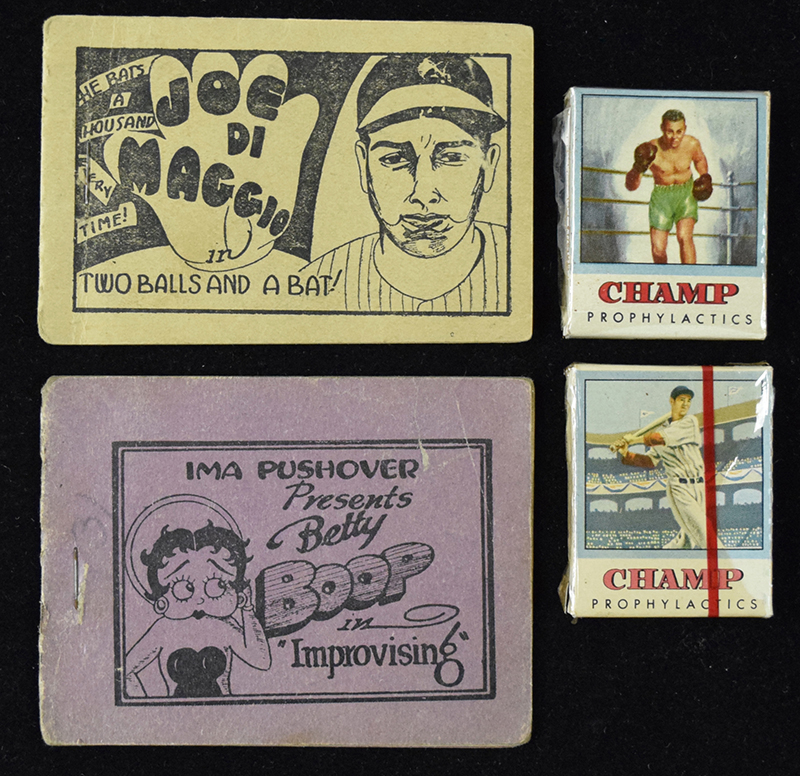 HE BATS
A
THOUSAND
EVERY
TIME!
JOE
DI
MAGGIO
in
TWO BALLS AND A BAT!
CHAMP
PROPHYLACTICS
IMA PUSHOVER
Presents
Betty
BOOP
in
"Improvising"
CHAMP
PROPHYLACTICS